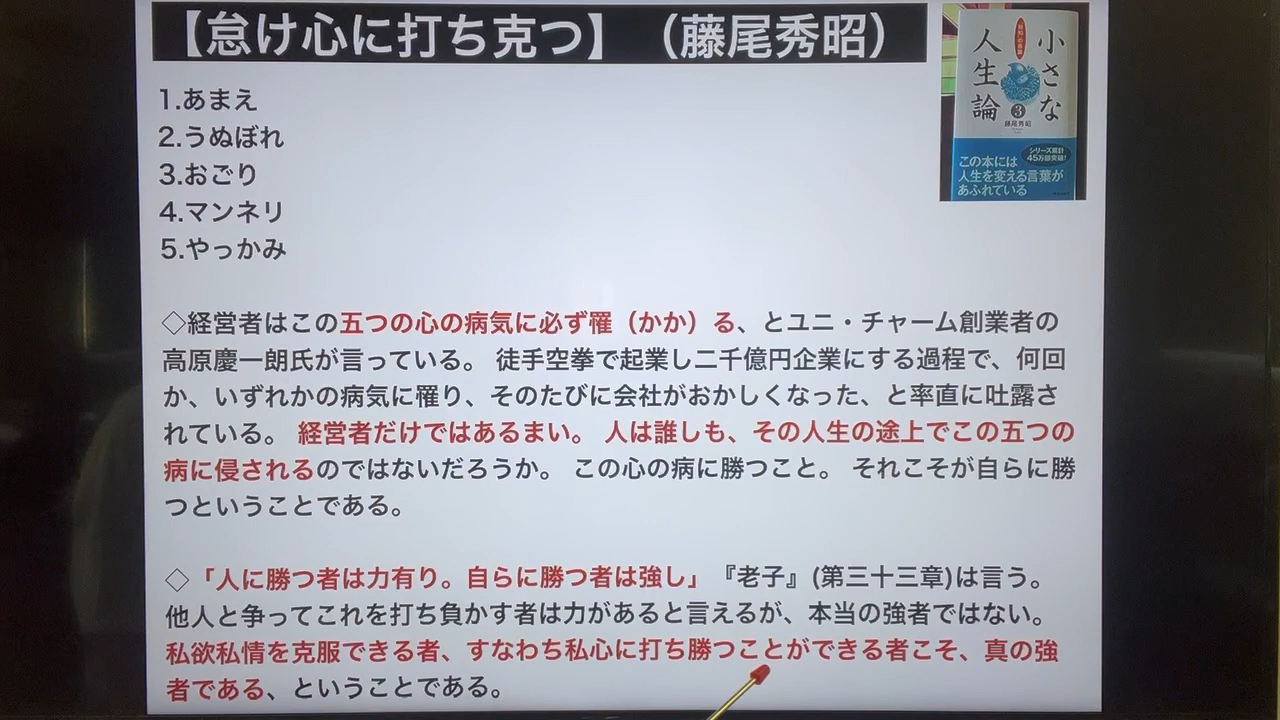 【怠け心に打ち克つ】（藤尾秀昭）
1.あまえ
2.うぬぼれ
3.おごり
4.マンネリ
5.やっかみ
◇経営者はこの五つの心の病気に必ず罹（かか）る、とユニ・チャーム創業者の
高原慶一朗氏が言っている。 徒手空拳で起業し二千億円企業にする過程で、何回
か、いずれかの病気に罹り、そのたびに会社がおかしくなった、と率直に吐露さ
れている。 経営者だけではあるまい。 人は誰しも、その人生の途上でこの五つの
病に侵されるのではないだろうか。 この心の病に勝つこと。 それこそが自らに勝
つということである。
◇「人に勝つ者は力有り。自らに勝つ者は強し」『老子』(第三十三章)は言う。
他人と争ってこれを打ち負かす者は力があると言えるが、本当の強者ではない。
私欲私情を克服できる者、すなわち私心に打ち勝つことができる者こそ、真の強
者である、ということである。
小さな
人生論
3
藤尾秀昭
シリーズ累計
45万部突破!
この本には
人生を変える言葉が
あふれている